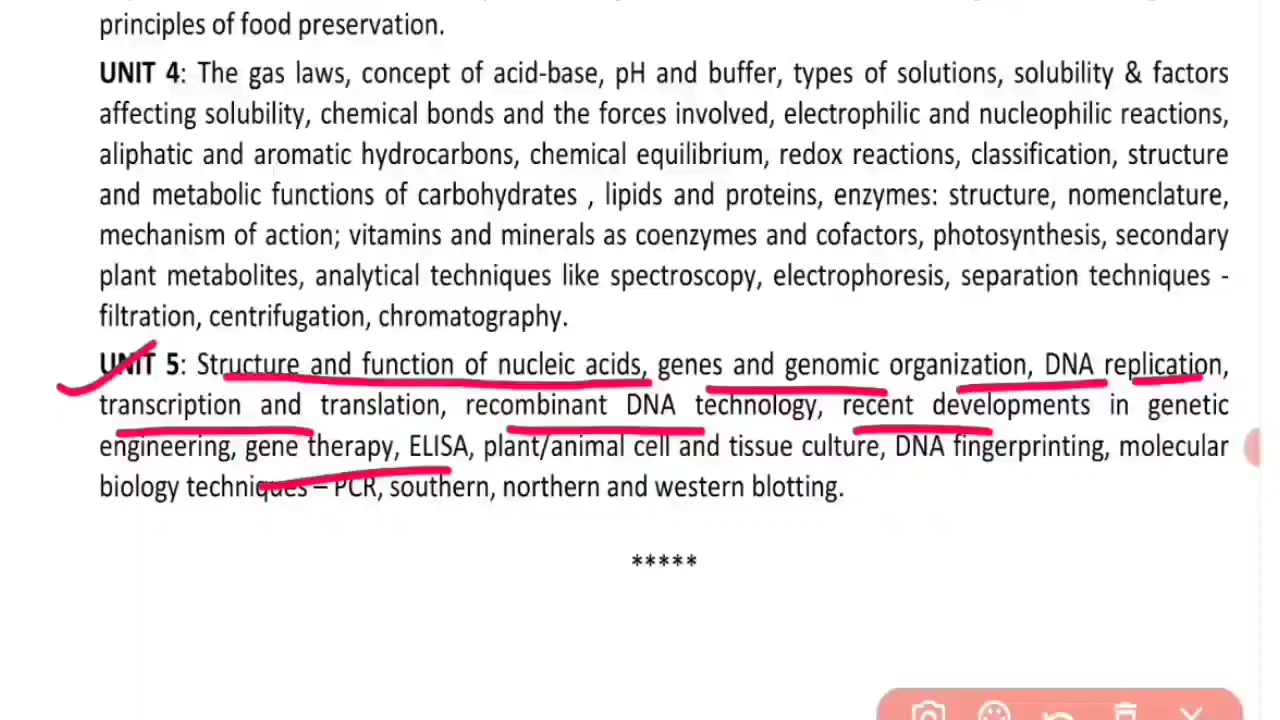 principles of food preservation.
UNIT 4: The gas laws, concept of acid-base, pH and buffer, types of solutions, solubility & factors
affecting solubility, chemical bonds and the forces involved, electrophilic and nucleophilic reactions,
aliphatic and aromatic hydrocarbons, chemical equilibrium, redox reactions, classification, structure
and metabolic functions of carbohydrates , lipids and proteins, enzymes: structure, nomenclature,
mechanism of action; vitamins and minerals as coenzymes and cofactors, photosynthesis, secondary
plant metabolites, analytical techniques like spectroscopy, electrophoresis, separation techniques -
filtration, centrifugation, chromatography.
UNIT 5: Structure and function of nucleic acids, genes and genomic organization, DNA replication,
transcription and translation, recombinant DNA technology, recent developments in genetic
engineering, gene therapy, ELISA, plant/animal cell and tissue culture, DNA fingerprinting, molecular
biology techniques – PCR, southern, northern and western blotting.
*****